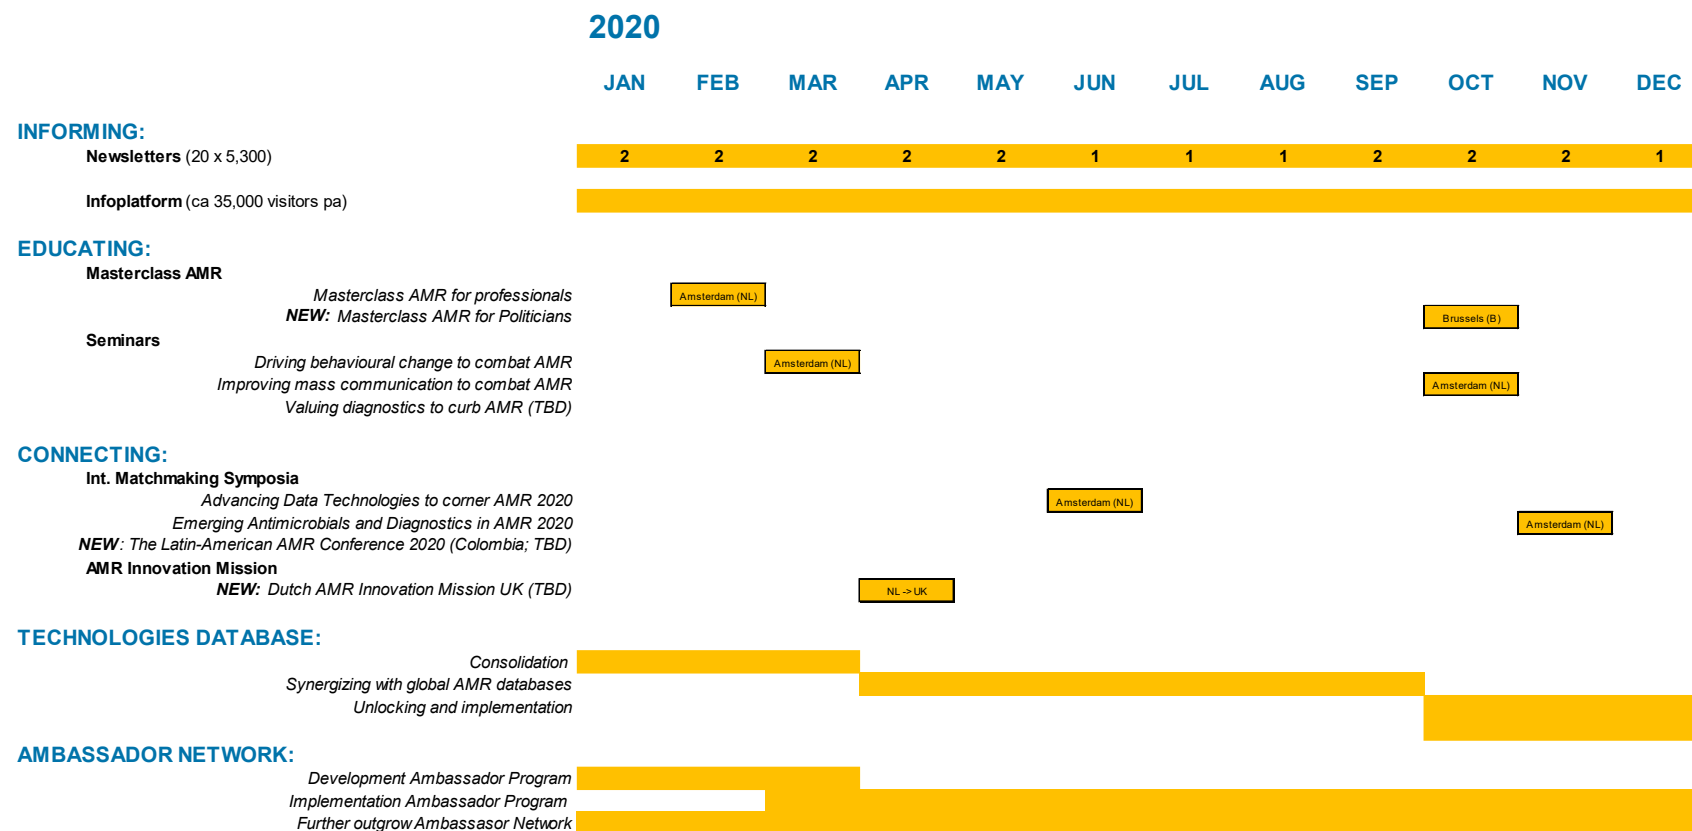 2020
JAN FEB MAR APR MAY JUN JUL AUG SEP OCT NOV DEC
INFORMING:
Newsletters (20 x 5,300) 2 2 2 2 2 1 1 1 2 2 2 1
Infoplatform (ca 35,000 visitors pa)
EDUCATING:
Masterclass AMR
Masterclass AMR for professionals Amsterdam (NL)
NEW: Masterclass AMR for Politicians Brussels (B)
Seminars
Driving behavioural change to combat AMR Amsterdam (NL)
Improving mass communication to combat AMR Amsterdam (NL)
Valuing diagnostics to curb AMR (TBD)
CONNECTING:
Int. Matchmaking Symposia
Advancing Data Technologies to corner AMR 2020 Amsterdam (NL)
Emerging Antimicrobials and Diagnostics in AMR 2020 Amsterdam (NL)
NEW: The Latin-American AMR Conference 2020 (Colombia; TBD)
AMR Innovation Mission
NEW: Dutch AMR Innovation Mission UK (TBD) NL -> UK
TECHNOLOGIES DATABASE:
Consolidation
Synergizing with global AMR databases
Unlocking and implementation
AMBASSADOR NETWORK:
Development Ambassador Program
Implementation Ambassador Program
Further outgrow Ambassasor Network